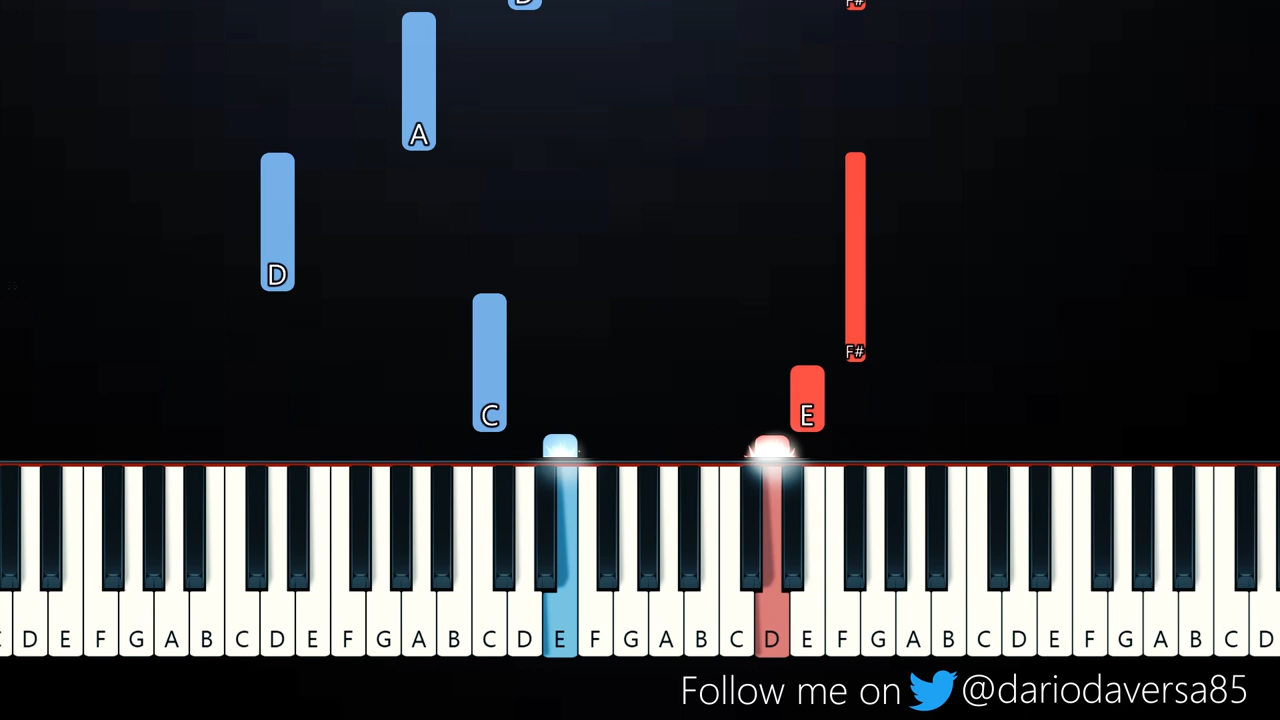 D F#
A
D
F#
C E
C D E F G A B C D E F G A B C D E F G A B C D E F G A B C D E F G A B C D
Follow me on @dariodaversa85